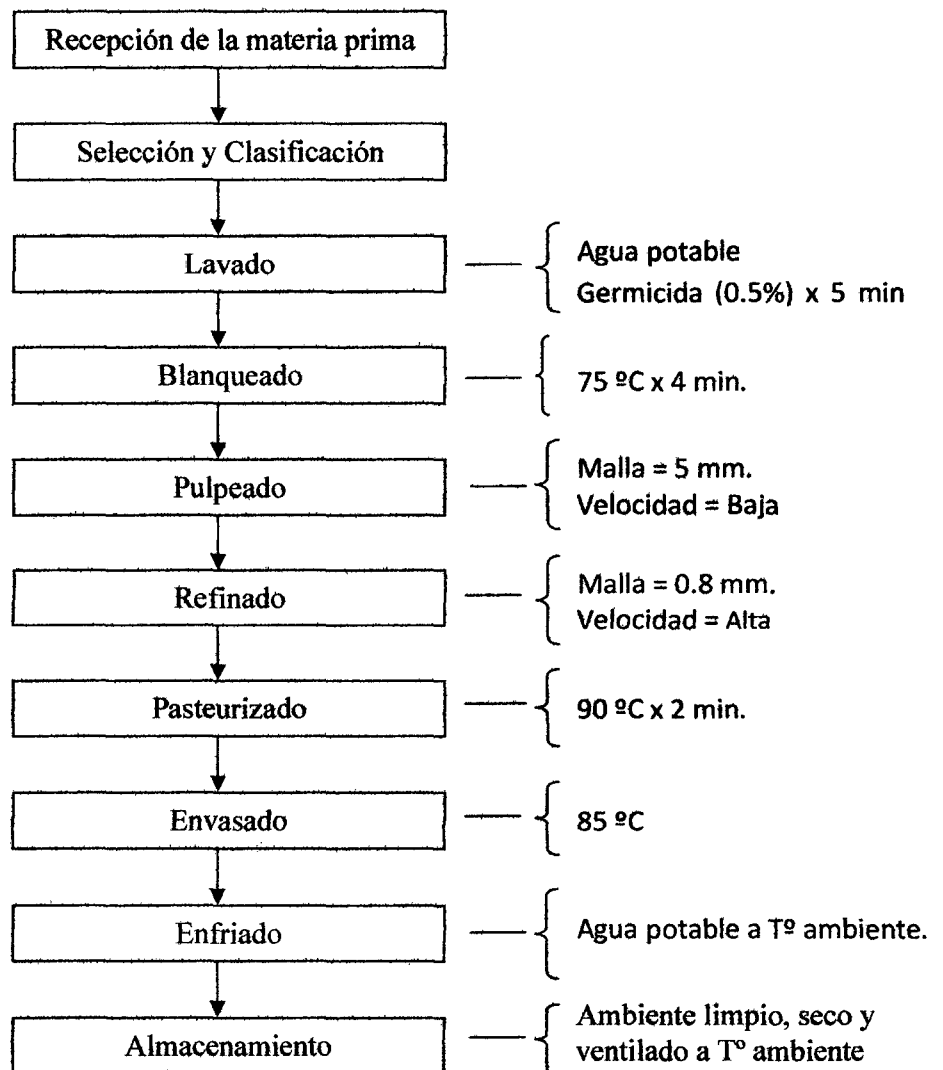 Recepción de la materia prima
Selección y Clasificación
Lavado
Agua potable
Germicida (0.5%) x 5 min
Blanqueado
75 ºC x 4 min.
Pulpeado
Malla = 5 mm.
Velocidad = Baja
Refinado
Malla = 0.8 mm.
Velocidad = Alta
Pasteurizado
90 ºC x 2 min.
Envasado
85 ºC
Enfriado
Agua potable a Tº ambiente.
Almacenamiento
Ambiente limpio, seco y
ventilado a Tº ambiente